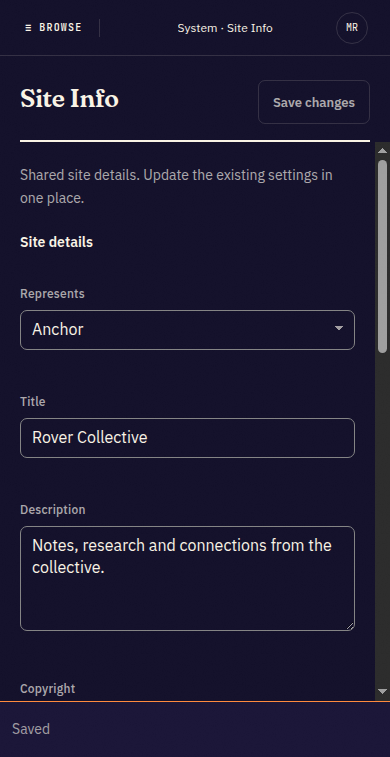 ≡ BROWSE
System · Site Info
MR
Site Info
Save changes
Shared site details. Update the existing settings in
one place.
Site details
Represents
Anchor
Title
Rover Collective
Description
Notes, research and connections from the
collective.
Copyright
Saved